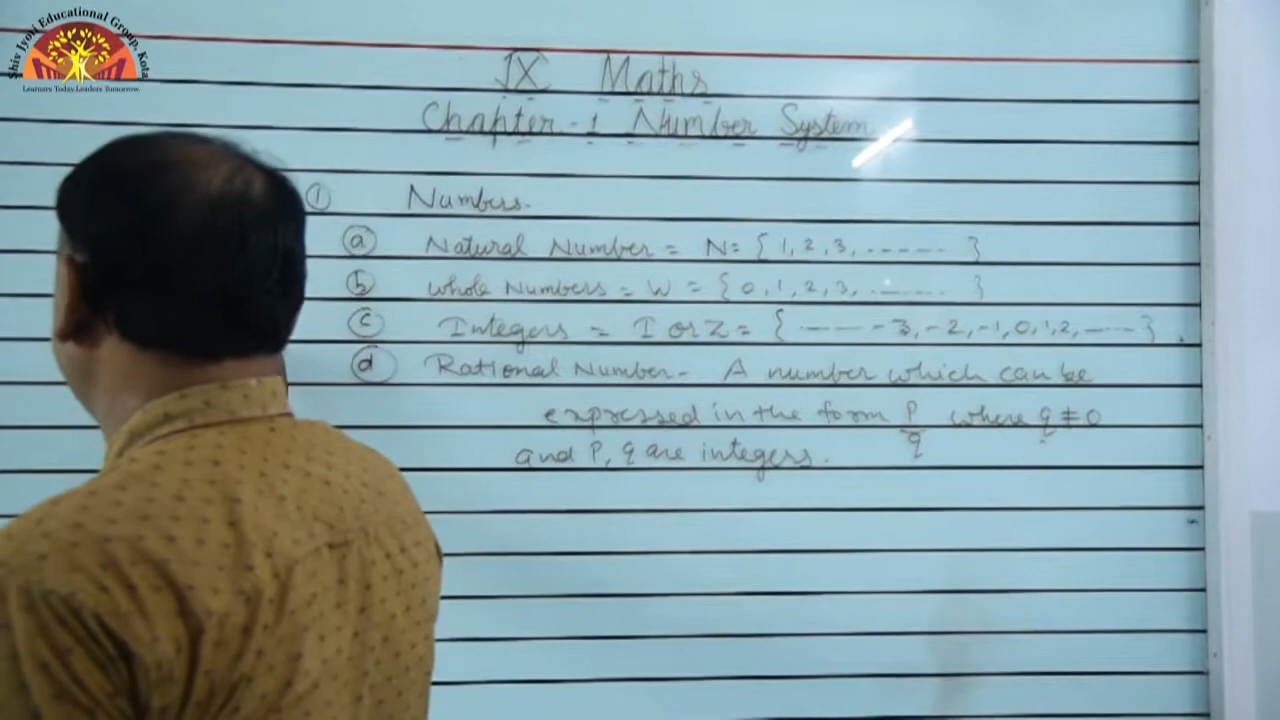 Shiv Jyoti Educational Group, Kota
Learners Today.Leaders Tomorrow.
IX Maths
Chapter - 1 Number System
① Numbers.
ⓐ Natural Number = N= { 1, 2, 3, ------ }
ⓑ Whole Numbers = W = { 0, 1, 2, 3, ....... }
ⓒ Integers = I or Z = { ------ -3, -2, -1, 0, 1, 2, ----- } .
ⓓ Rational Number - A number which can be
expressed in the form P/q where q ≠ 0
and P, q are integers.